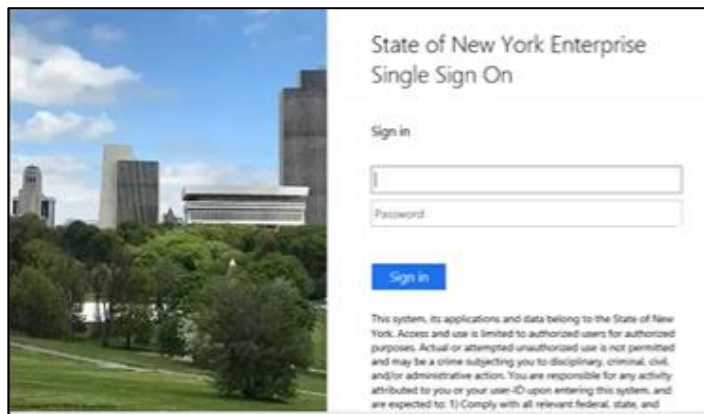 State of New York Enterprise
Single Sign On
Sign in
Password
Sign in
This system, its applications and data belong to the State of New
York. Access and use is limited to authorized users for authorized
purposes. Actual or attempted unauthorized use is not permitted
and may be a crime subjecting you to disciplinary, criminal, civil,
and/or administrative action. You are responsible for any activity
attributed to you or your user-ID upon entering this system, and
are expected to: 1) Comply with all relevant federal, state, and